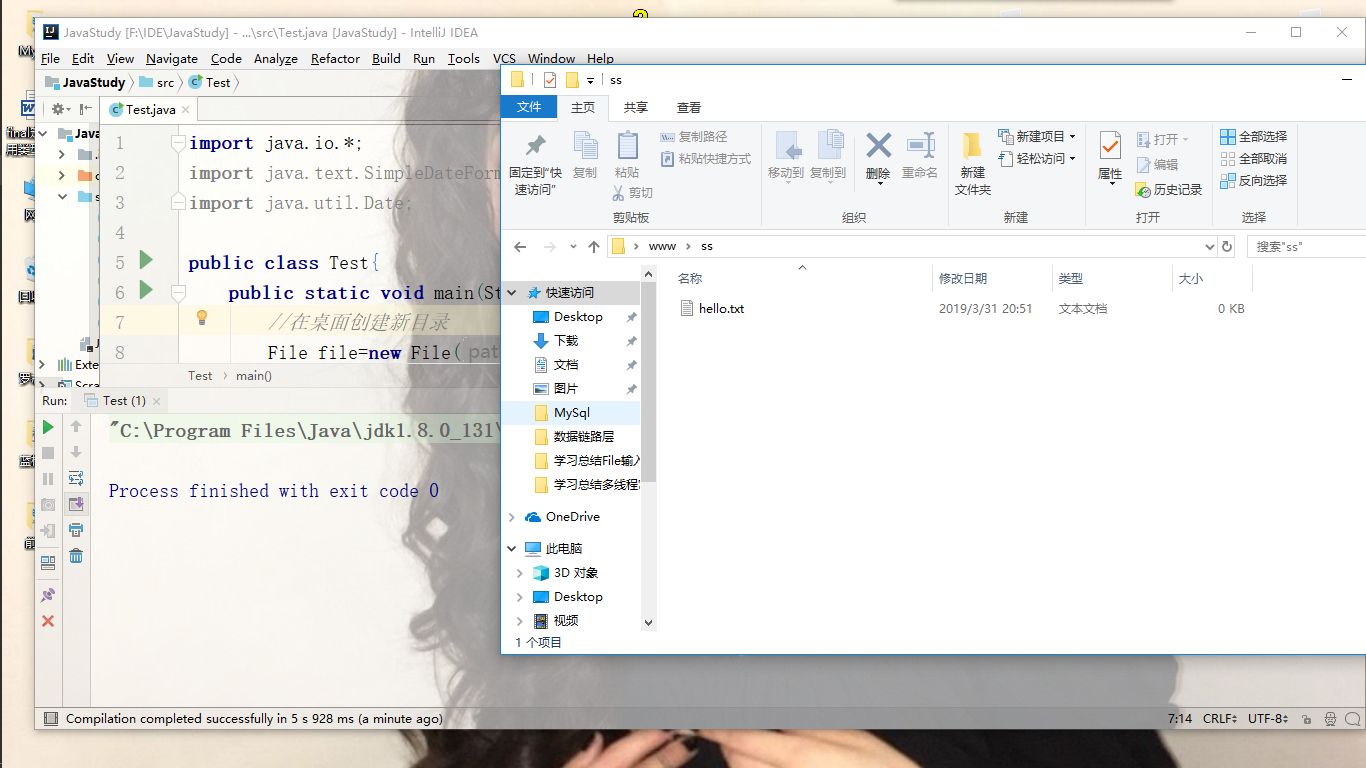 JavaStudy [F:\IDE\JavaStudy] - ...\src\Test.java [JavaStudy] - IntelliJ IDEA
File Edit View Navigate Code Analyze Refactor Build Run Tools VCS Window Help
JavaStudy src Test
Test.java
1 import java.io.*;
2 import java.text.SimpleDateForm
3 import java.util.Date;
4
5 public class Test{
6 public static void main(St
7 //在桌面创建新目录
8 File file=new File( pat
Test main()
Java
Exte
Scra
Run: Test (1)
"C:\Program Files\Java\jdk1.8.0_131\
Process finished with exit code 0
Compilation completed successfully in 5 s 928 ms (a minute ago)
7:14 CRLF UTF-8
ss
文件 主页 共享 查看
固定到"快速访问"
复制
粘贴
复制路径
粘贴快捷方式
剪切
剪贴板
移动到
复制到
删除
重命名
组织
新建
文件夹
新建项目
轻松访问
新建
属性
打开
编辑
历史记录
打开
全部选择
全部取消
反向选择
选择
www ss
搜索"ss"
名称 修改日期 类型 大小
hello.txt 2019/3/31 20:51 文本文档 0 KB
快速访问
Desktop
下载
文档
图片
MySql
数据链路层
学习总结File输入
学习总结多线程
OneDrive
此电脑
3D 对象
Desktop
视频
1 个项目